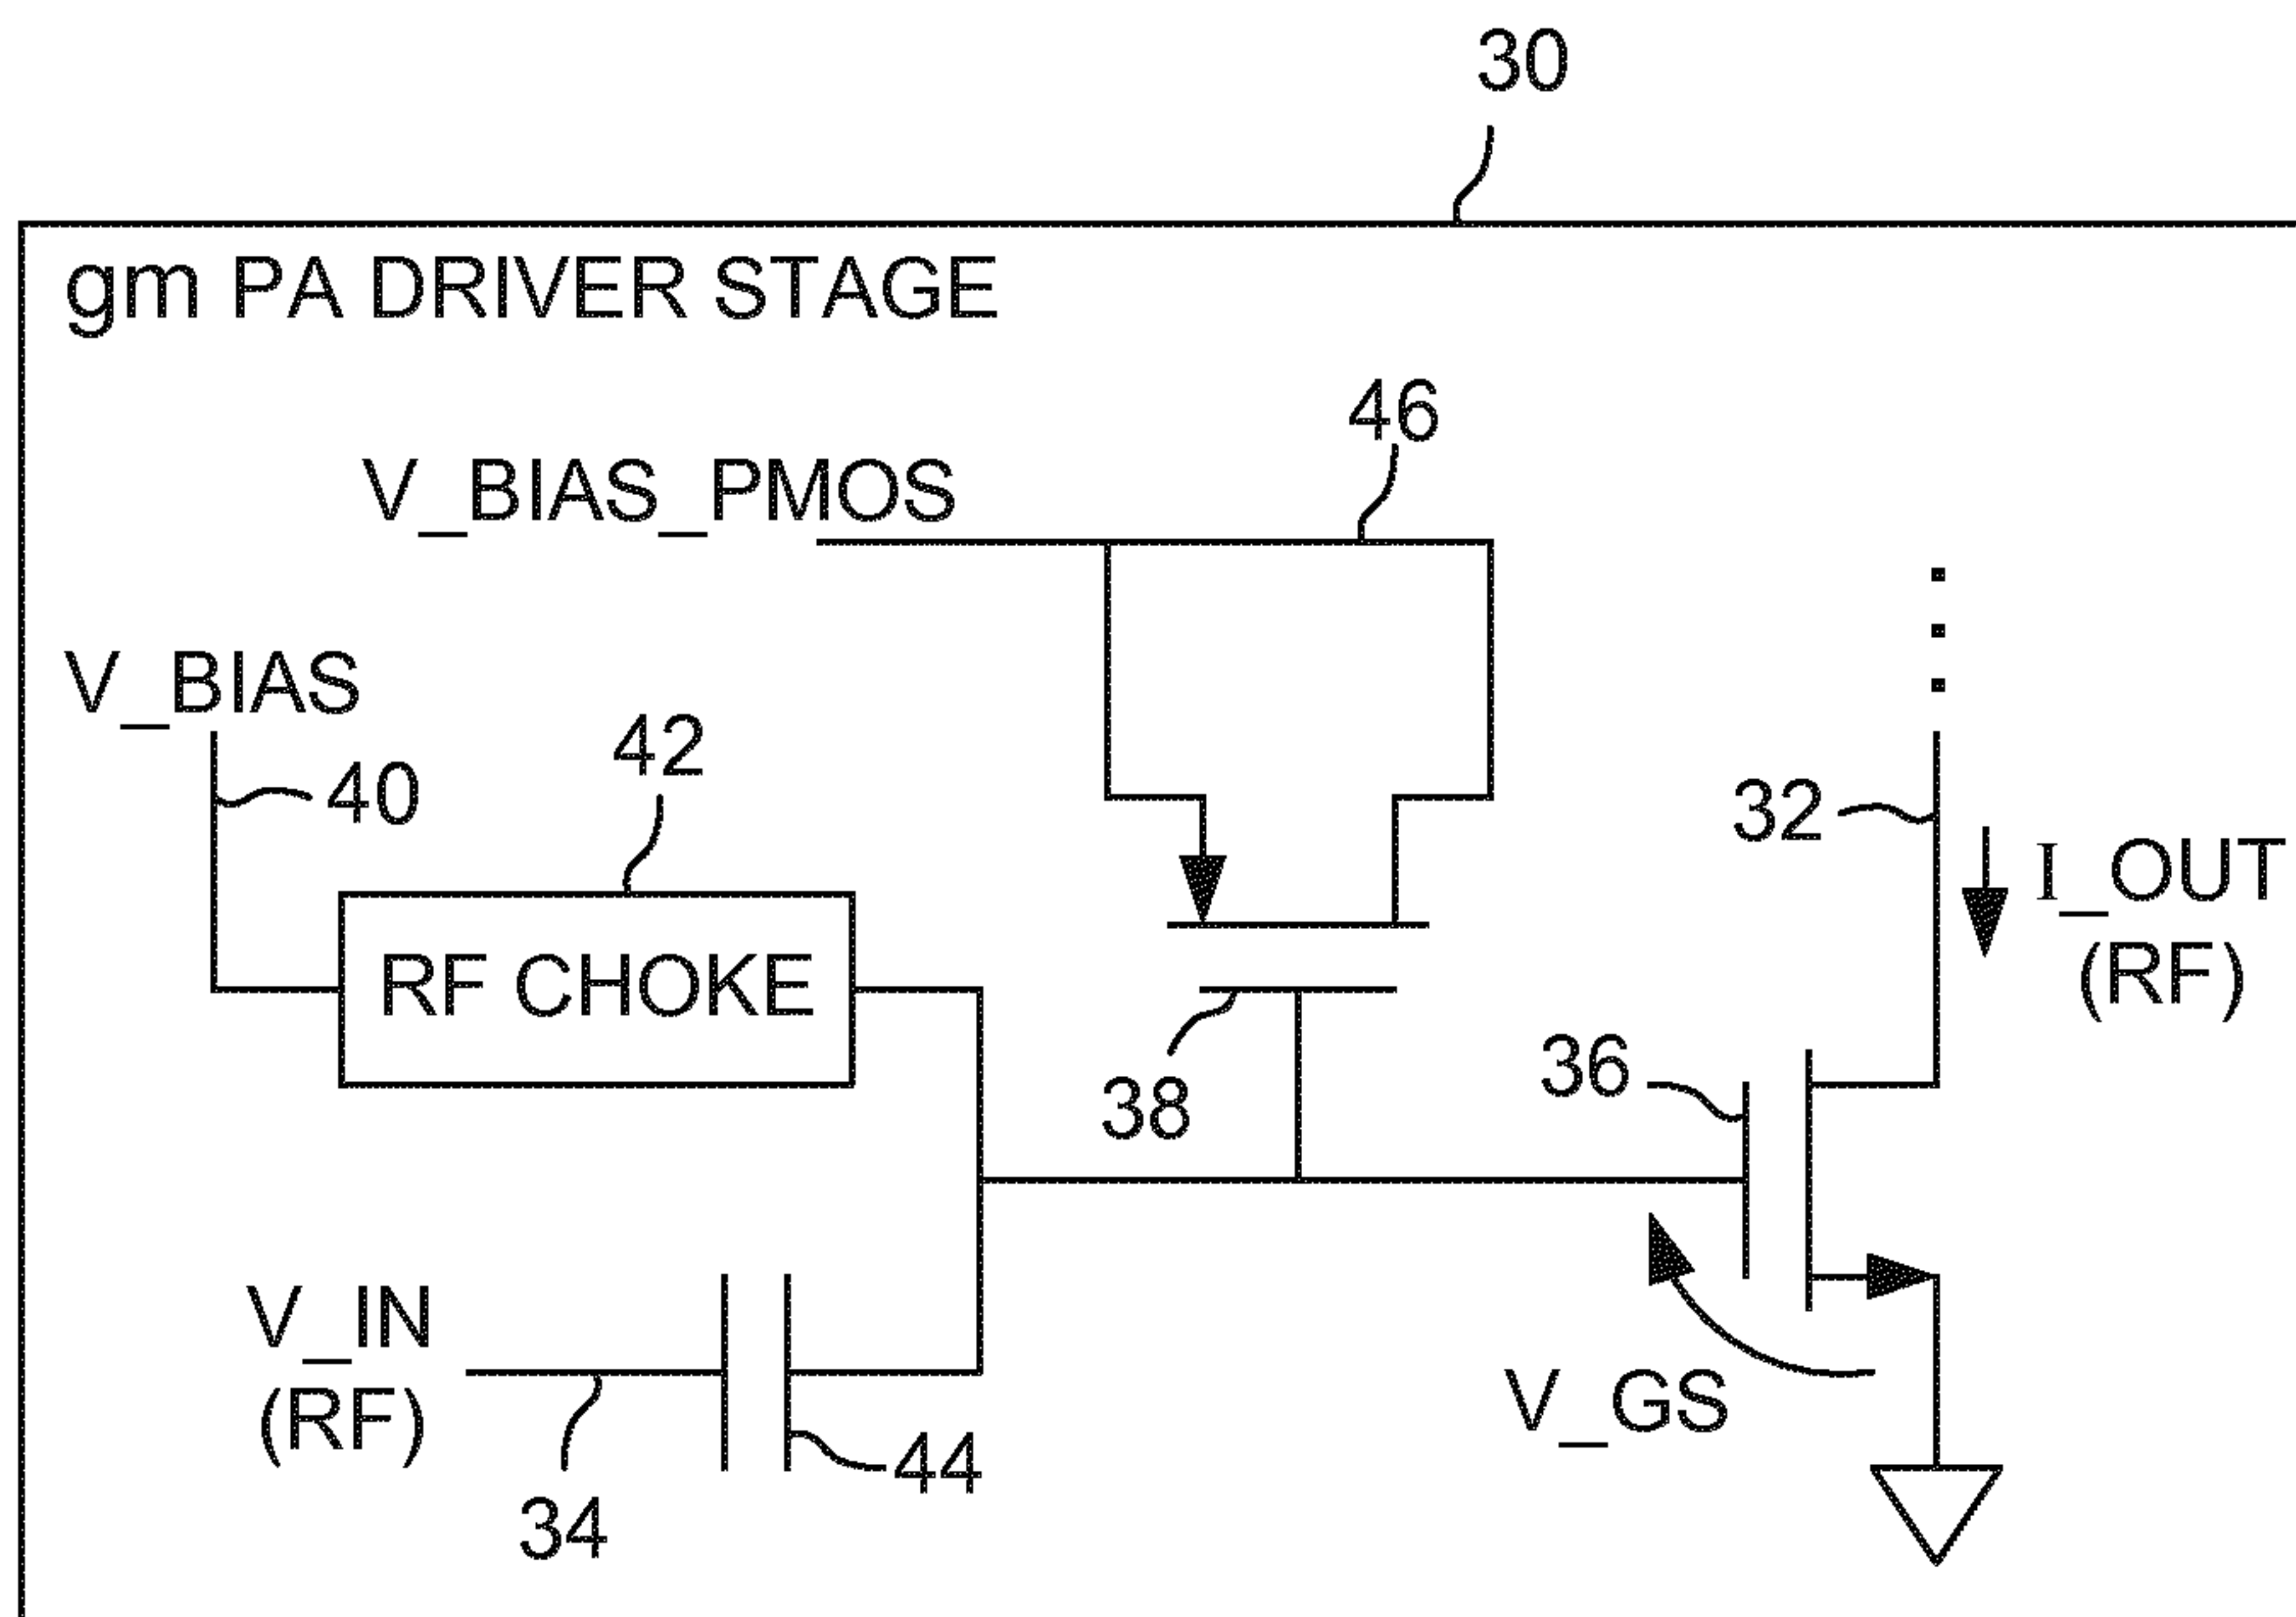 30
gm PA DRIVER STAGE
46
V_BIAS_PMOS
V_BIAS
42
40
32
I_OUT
(RF)
RF CHOKE
36
38
V_IN
(RF)
V_GS
44
34